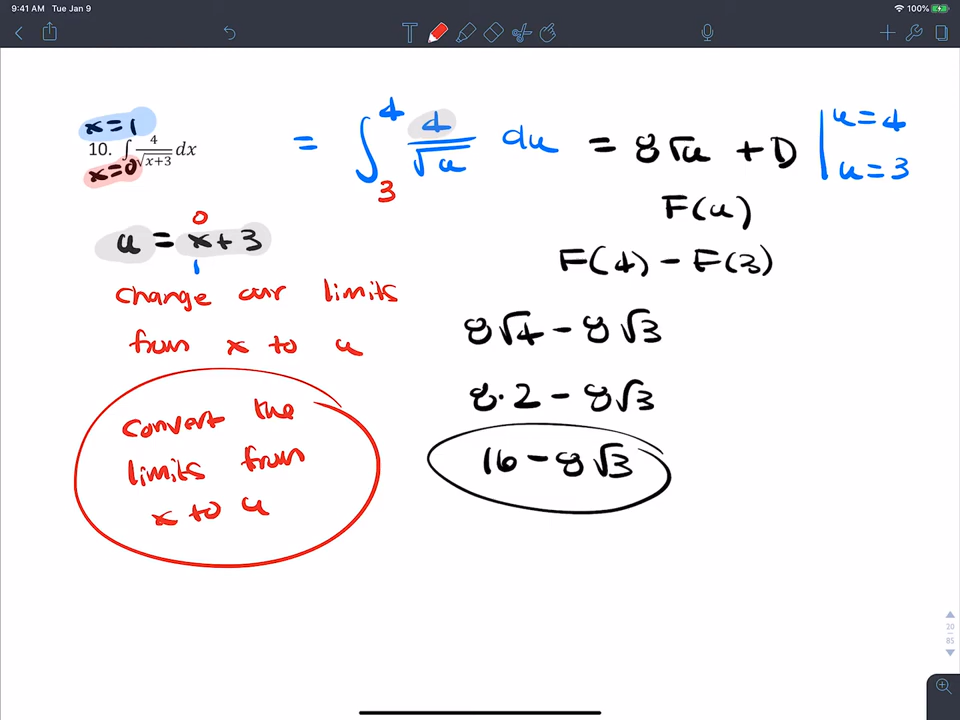 9:41 AM Tue Jan 9
100%
x=1
10. ∫ 4/√(x+3) dx
x=0
= ∫₃⁴ 4/√u du = 8√u + D | u=4
u=3
F(u)
0
u = x+3
1
F(4) - F(3)
change our limits
from x to u
8√4 - 8√3
8·2 - 8√3
16 - 8√3
convert the
limits from
x to u
20
85